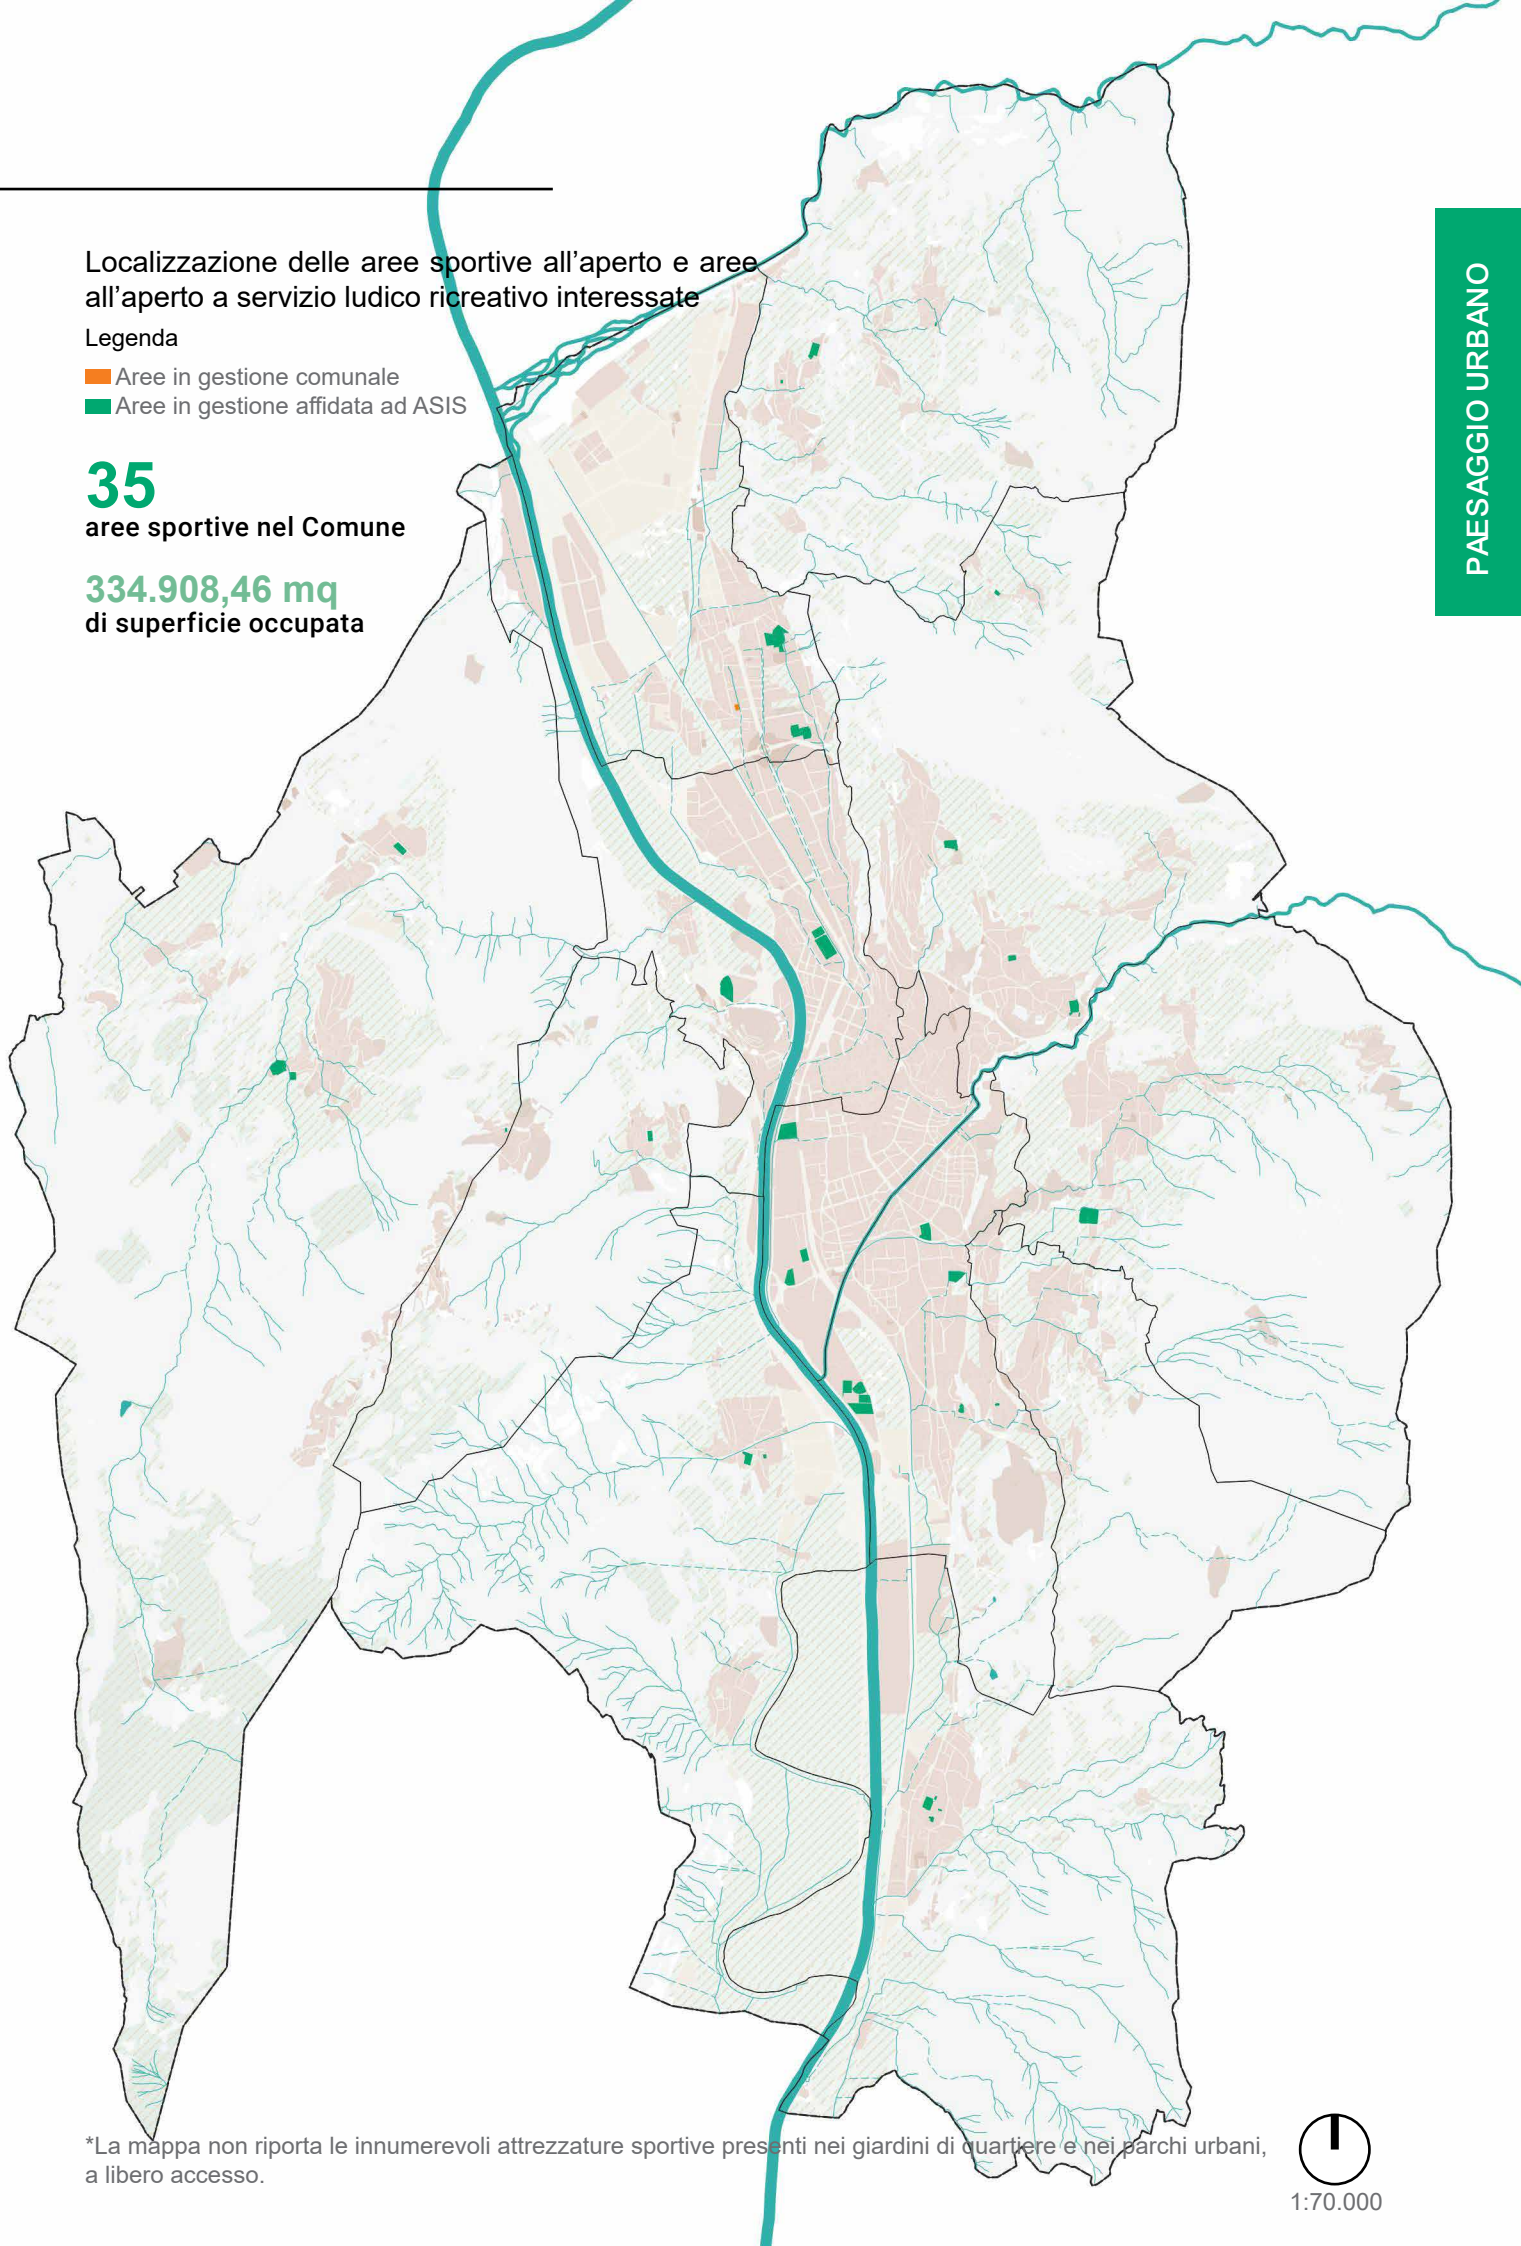 Localizzazione delle aree sportive all'aperto e aree
all'aperto a servizio ludico ricreativo interessate
Legenda
Aree in gestione comunale
Aree in gestione affidata ad ASIS
35
aree sportive nel Comune
334.908,46 mq
di superficie occupata
PAESAGGIO URBANO
*La mappa non riporta le innumerevoli attrezzature sportive presenti nei giardini di quartiere e nei parchi urbani,
a libero accesso.
1:70.000